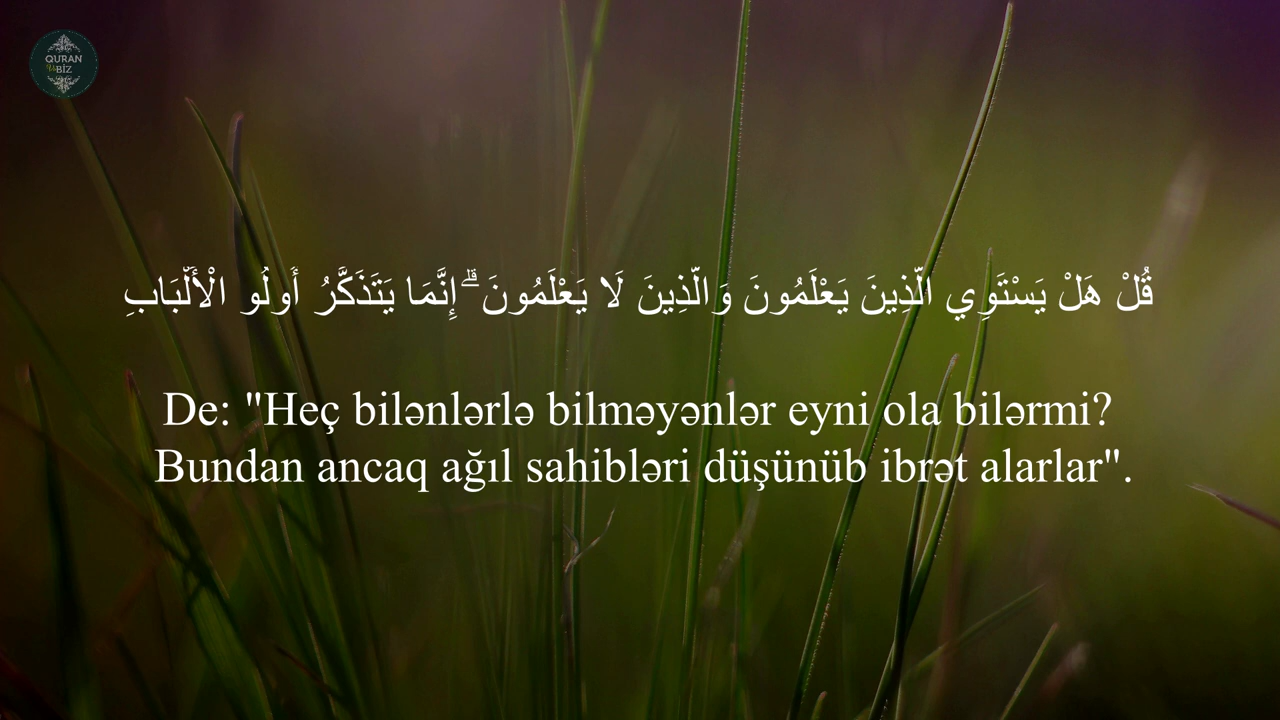 QURAN
Və
BİZ
قُلْ هَلْ يَسْتَوِي الَّذِينَ يَعْلَمُونَ وَالَّذِينَ لَا يَعْلَمُونَ ۗ إِنَّمَا يَتَذَكَّرُ أُولُو الْأَلْبَابِ
De: "Heç bilənlərlə bilməyənlər eyni ola bilərmi?
Bundan ancaq ağıl sahibləri düşünüb ibrət alarlar".